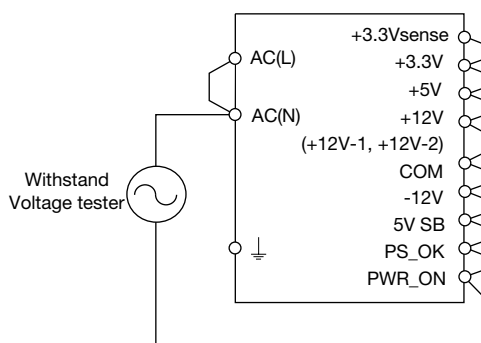 +3.3Vsense
AC(L)
+3.3V
+5V
AC(N)
+12V
(+12V-1, +12V-2)
COM
Withstand
Voltage tester
-12V
5V SB
PS_OK
PWR_ON